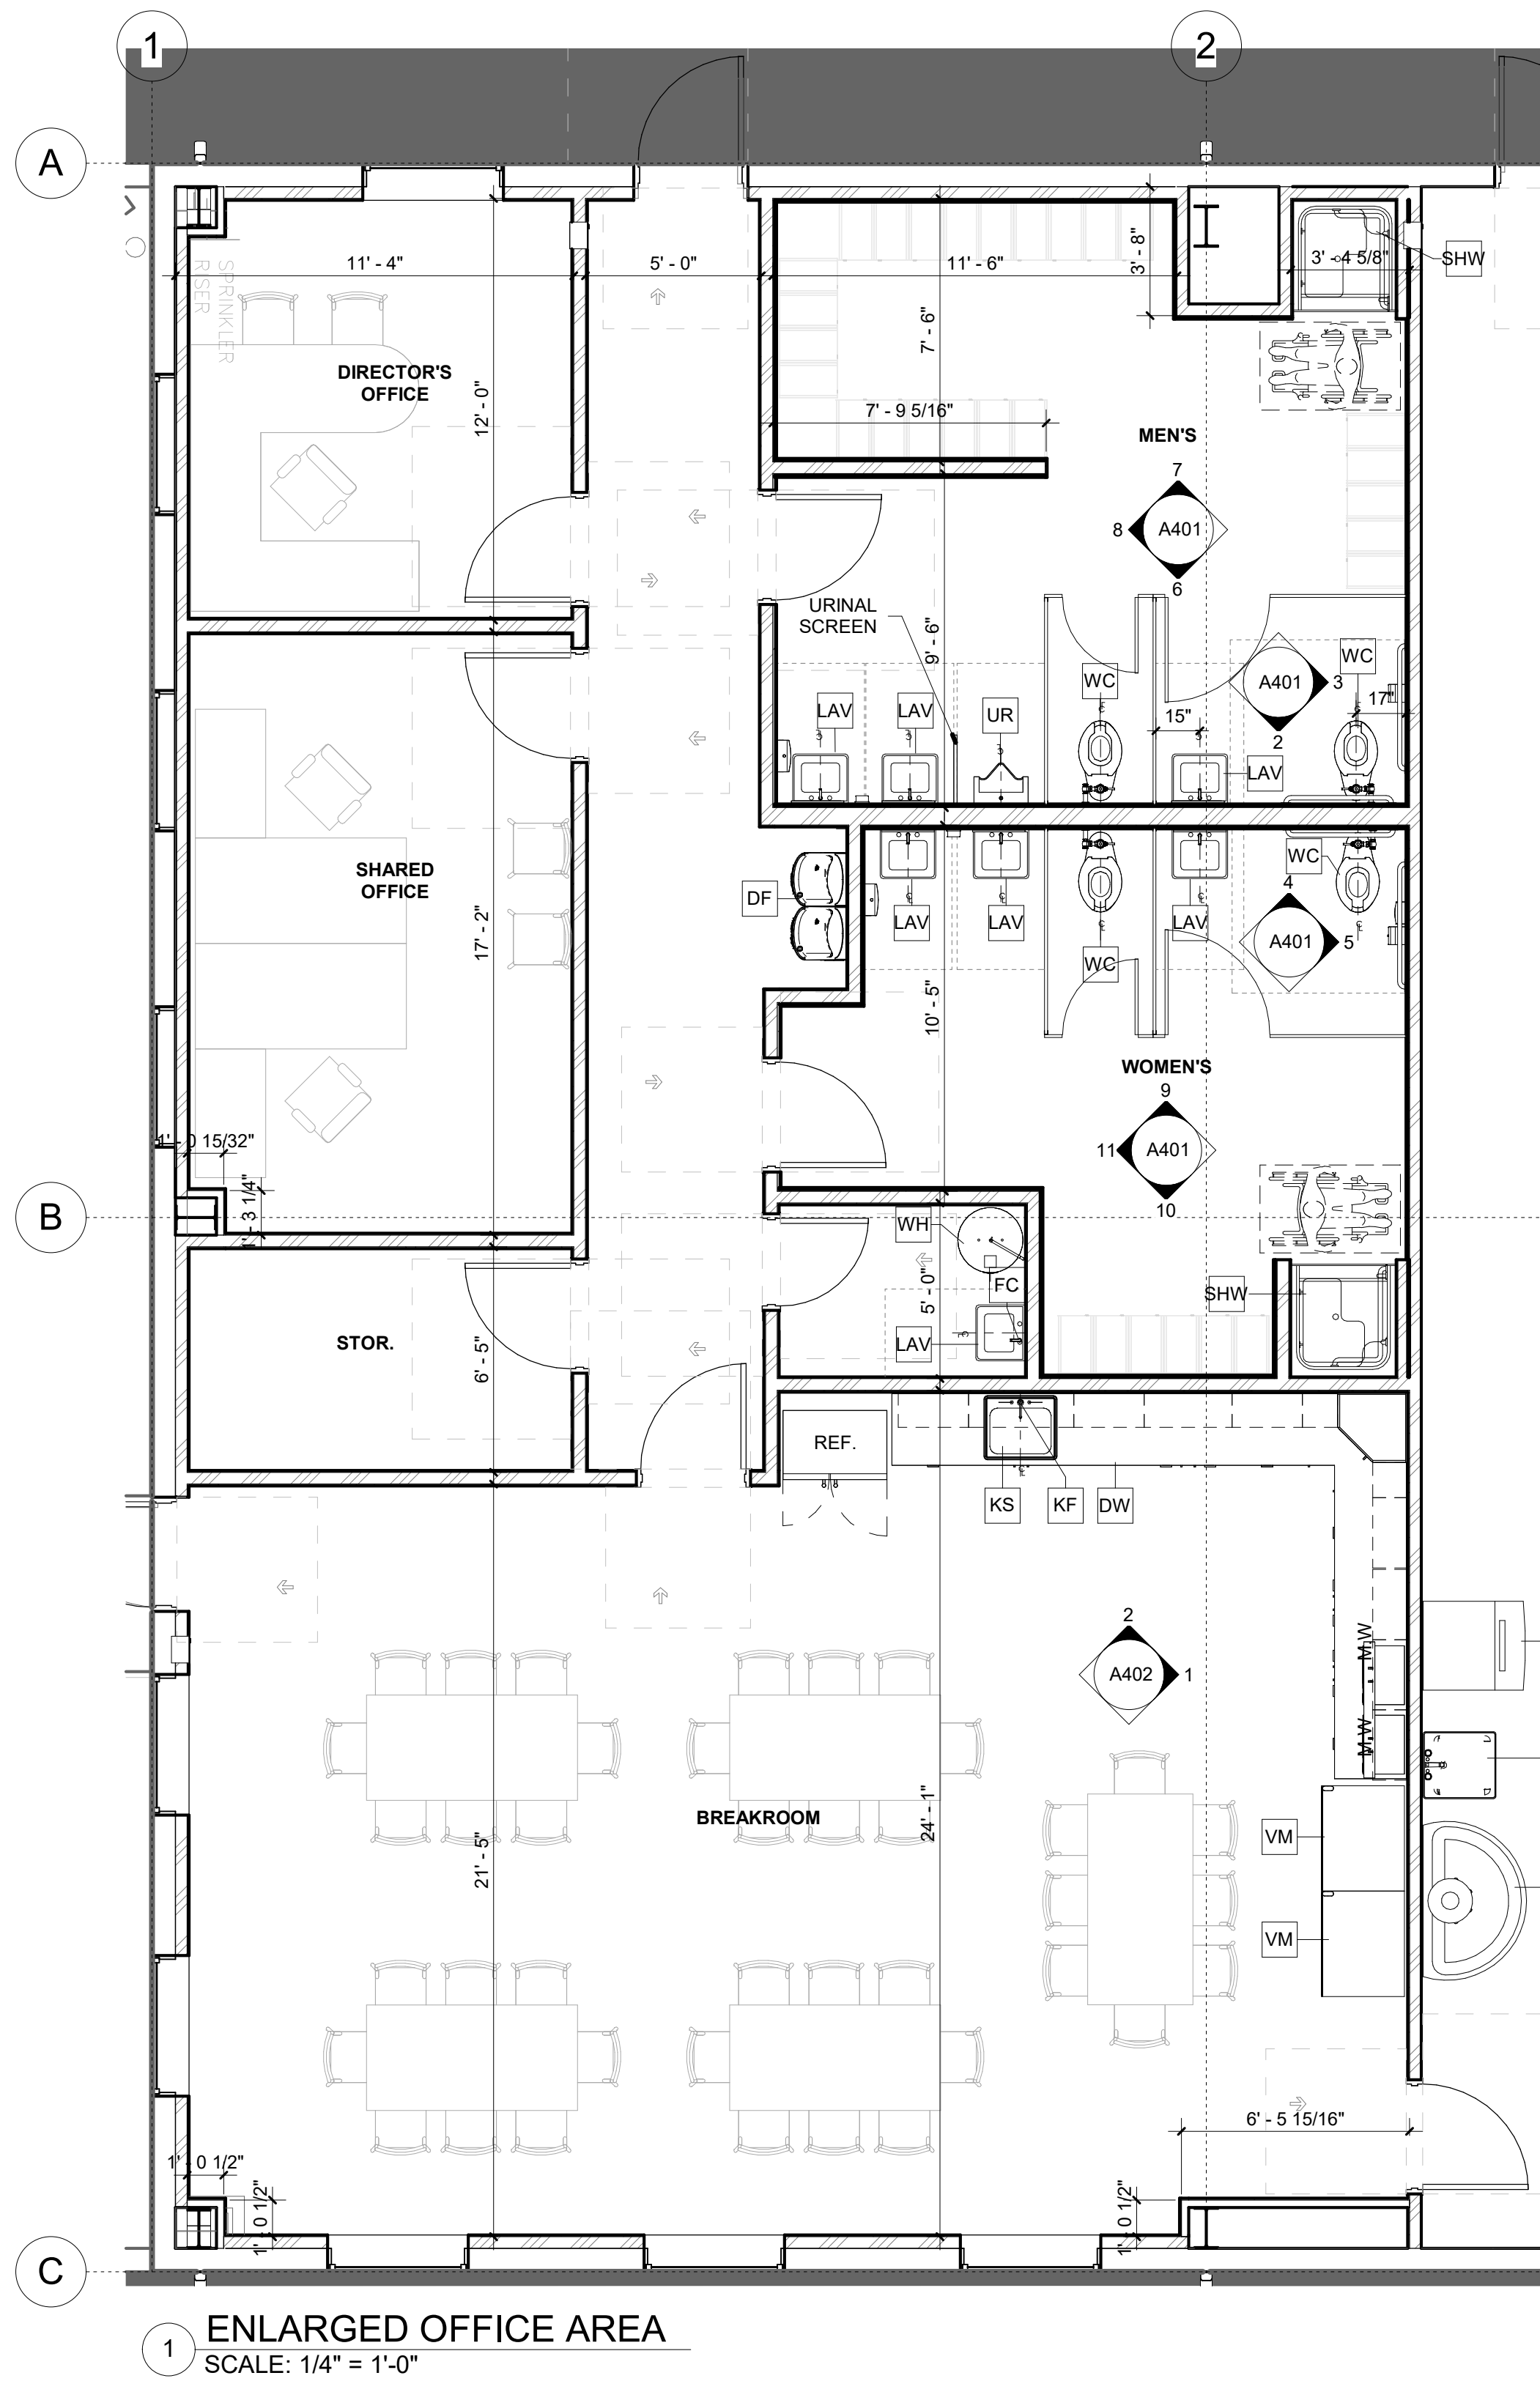 1
2
A
11' - 4"
5' - 0"
11' - 6"
3' - 8"
3' - 4 5/8"
SHW
SPRINKLER
RISER
7' - 6"
DIRECTOR'S
OFFICE
12' - 0"
7' - 9 5/16"
MEN'S
7
8
A401
6
URINAL
SCREEN
9' - 6"
WC
WC
A401
3
2
17"
15"
LAV
LAV
UR
LAV
SHARED
OFFICE
17' - 2"
DF
LAV
LAV
WC
LAV
WC
4
A401
5
10' - 5"
WOMEN'S
9
11
A401
10
1' - 0 15/32"
1' - 3 1/4"
B
WH
FC
5' - 0"
LAV
SHW
STOR.
6' - 5"
REF.
KS
KF
DW
2
A402
1
M.W
M.W
BREAKROOM
24' - 1"
21' - 5"
VM
VM
6' - 5 15/16"
1' - 0 1/2"
1' - 0 1/2"
1' - 0 1/2"
C
1
ENLARGED OFFICE AREA
SCALE: 1/4" = 1'-0"